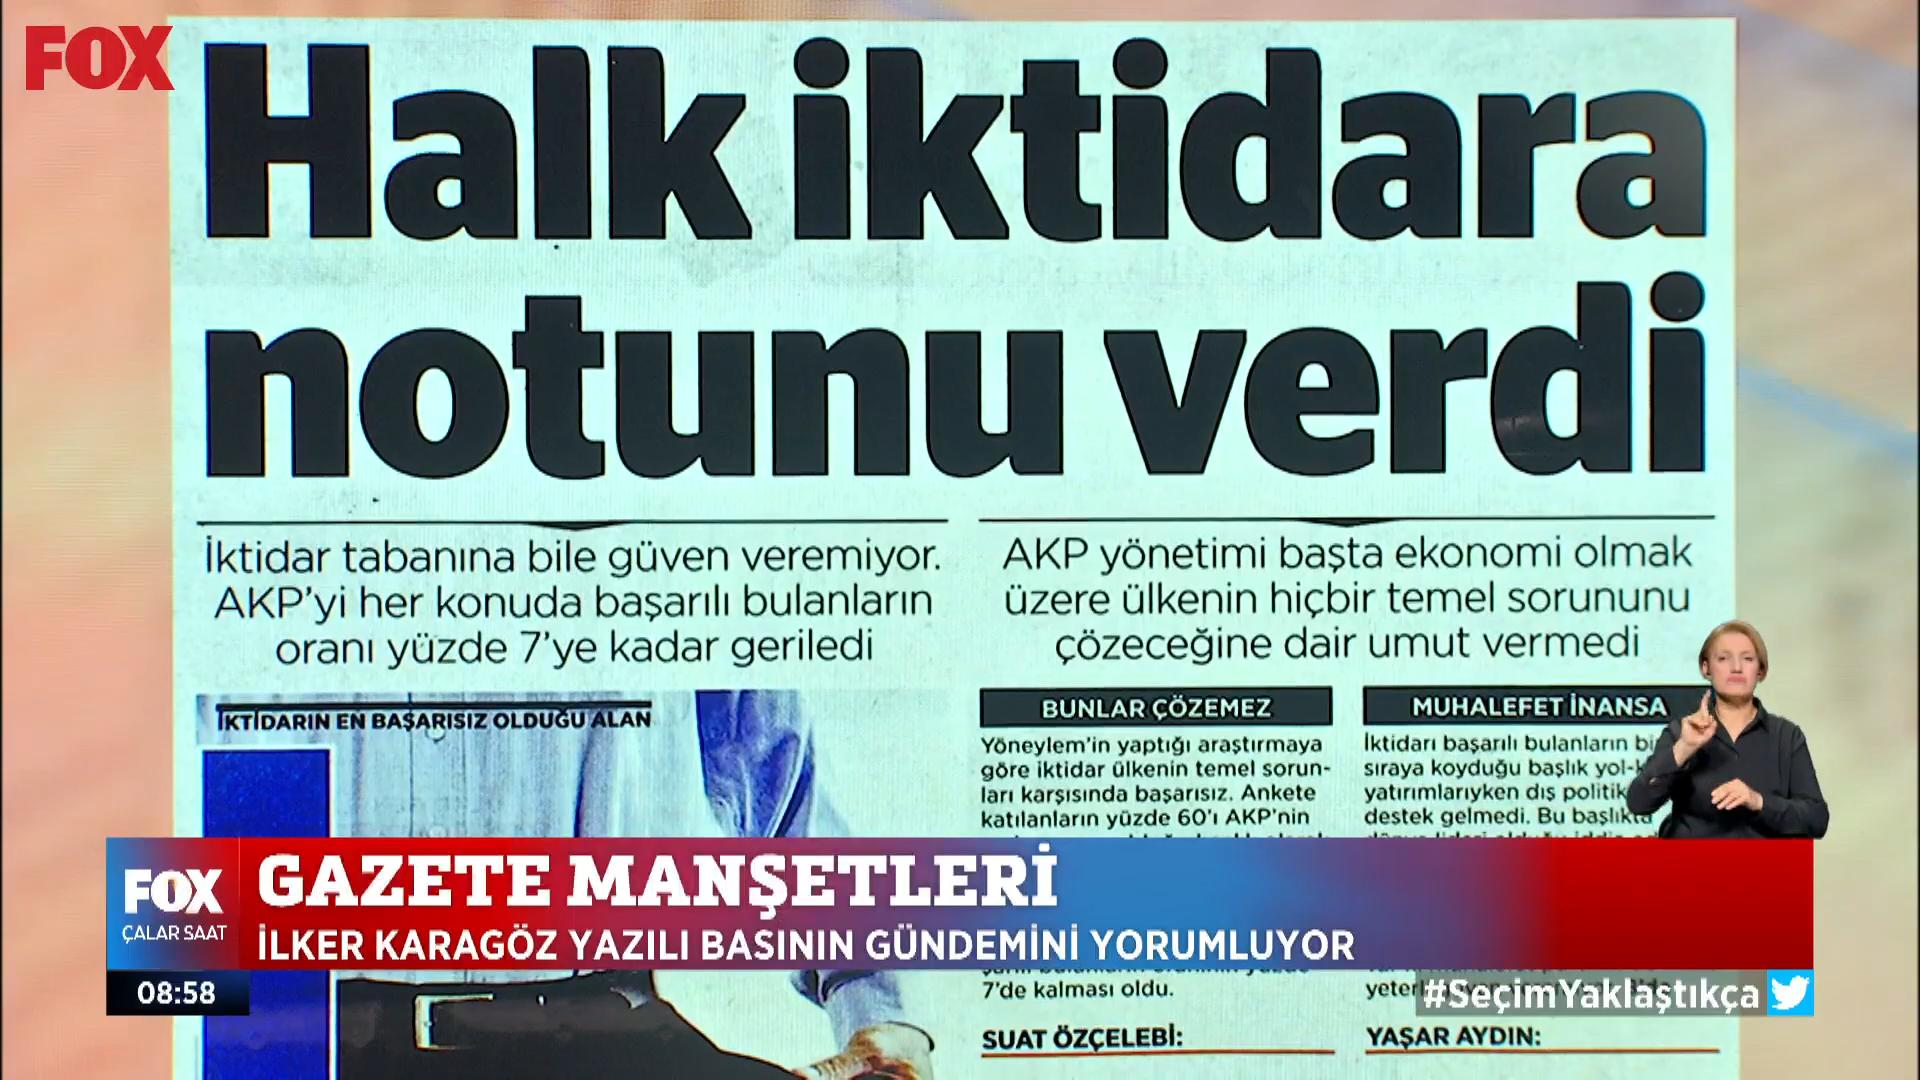 FOX
Halk iktidara
notunu verdi
İktidar tabanına bile güven veremiyor.
AKP'yi her konuda başarılı bulanların
oranı yüzde 7'ye kadar geriledi
AKP yönetimi başta ekonomi olmak
üzere ülkenin hiçbir temel sorununu
çözeceğine dair umut vermedi
İKTİDARIN EN BAŞARISIZ OLDUĞU ALAN
BUNLAR ÇÖZEMEZ
Yöneylem'in yaptığı araştırmaya
göre iktidar ülkenin temel sorun-
ları karşısında başarısız. Ankete
katılanların yüzde 60'ı AKP'nin
7'de kalması oldu.
SUAT ÖZÇELEBİ:
MUHALEFET İNANSA
İktidarı başarılı bulanların
sıraya koyduğu başlık
yatırımlarıyken dış
destek gelmedi. Bu
YAŞAR AYDIN:
FOX
ÇALAR SAAT
GAZETE MANŞETLERİ
İLKER KARAGÖZ YAZILI BASININ GÜNDEMİNİ YORUMLUYOR
08:58
#SeçimYaklaştıkça